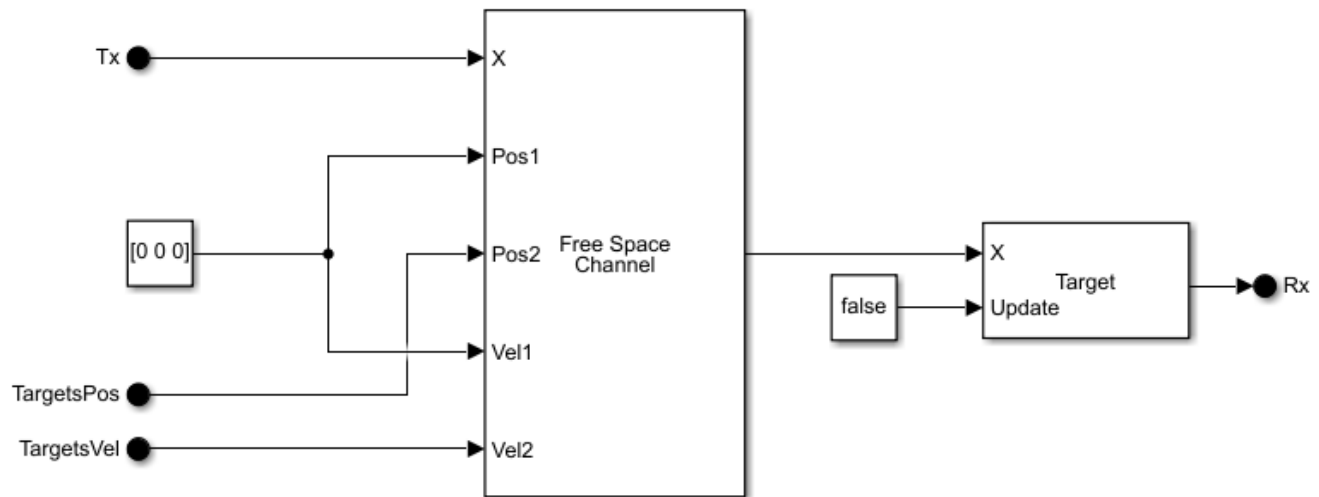 Tx
X
Pos1
[0 0 0]
Pos2
Free Space
Channel
X
Target
Rx
false
Update
Vel1
TargetsPos
TargetsVel
Vel2